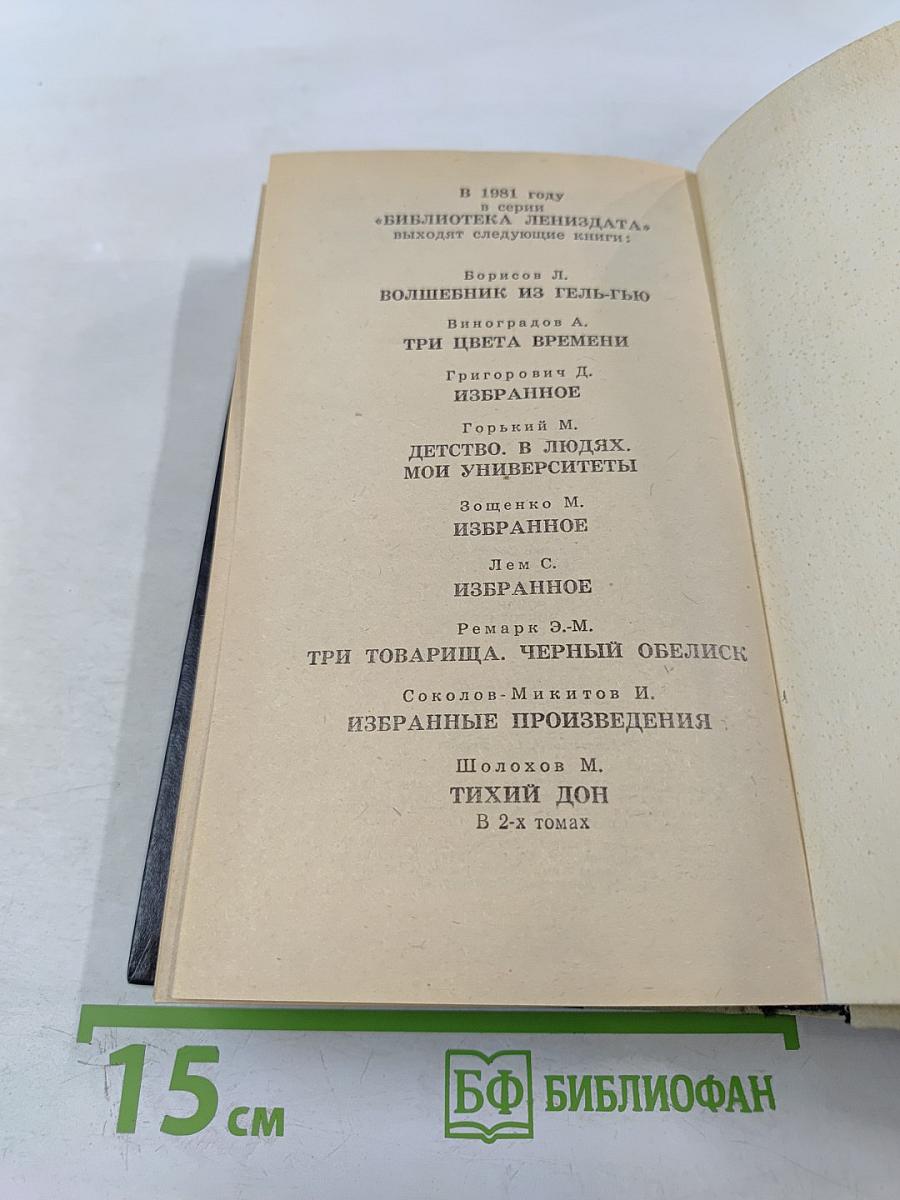 В 1981 году
в серии
«БИБЛИОТЕКА ЛЕНИЗДАТА»
выходят следующие книги:
Борисов Л.
ВОЛШЕБНИК ИЗ ГЕЛЬ-ГЬЮ
Виноградов А.
ТРИ ЦВЕТА ВРЕМЕНИ
Григорович Д.
ИЗБРАННОЕ
Горький М.
ДЕТСТВО. В ЛЮДЯХ.
МОИ УНИВЕРСИТЕТЫ
Зощенко М.
ИЗБРАННОЕ
Лем С.
ИЗБРАННОЕ
Ремарк Э.-М.
ТРИ ТОВАРИЩА. ЧЕРНЫЙ ОБЕЛИСК
Соколов-Микитов И.
ИЗБРАННЫЕ ПРОИЗВЕДЕНИЯ
Шолохов М.
ТИХИЙ ДОН
В 2-х томах
15 см
БФ БИБЛИОФАН